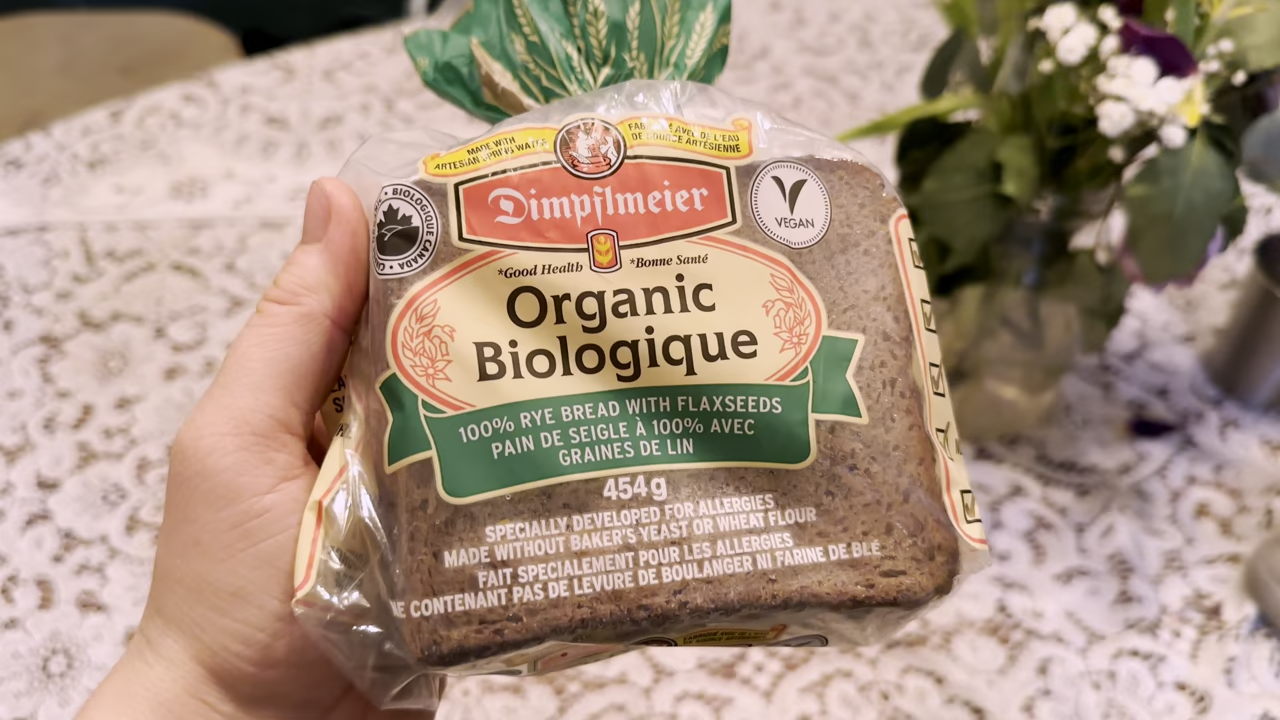 MADE WITH
ARTESIAN SPRING WATER
FABRIQUÉ AVEC DE L'EAU
DE SOURCE ARTÉSIENNE
Dimpflmeier
BIOLOGIQUE CANADA
VEGAN
*Good Health *Bonne Santé
Organic
Biologique
100% RYE BREAD WITH FLAXSEEDS
PAIN DE SEIGLE À 100% AVEC
GRAINES DE LIN
454g
SPECIALLY DEVELOPED FOR ALLERGIES
MADE WITHOUT BAKER'S YEAST OR WHEAT FLOUR
FAIT SPECIALEMENT POUR LES ALLERGIES
NE CONTENANT PAS DE LEVURE DE BOULANGER NI FARINE DE BLÉ